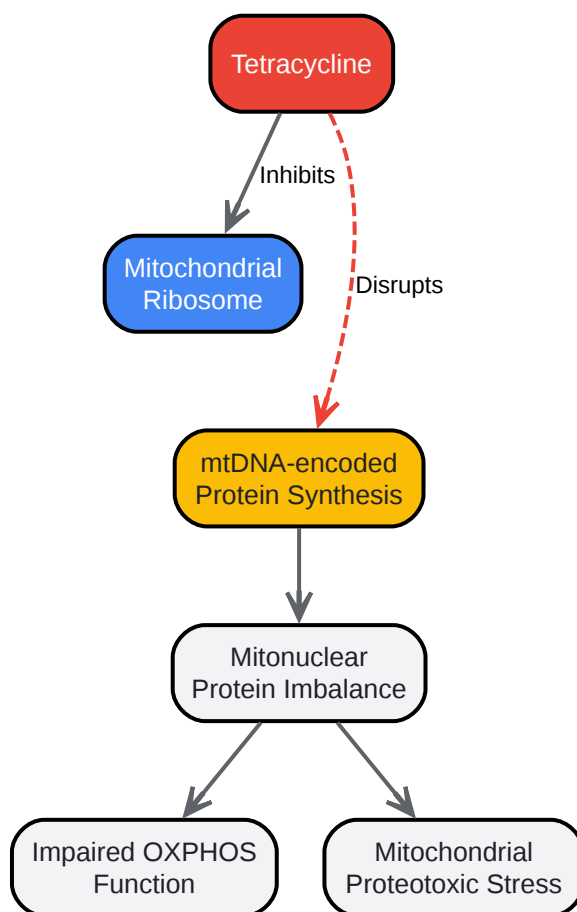 Tetracycline
Inhibits
Mitochondrial
Ribosome
Disrupts
mtDNA-encoded
Protein Synthesis
Mitonuclear
Protein Imbalance
Impaired OXPHOS
Function
Mitochondrial
Proteotoxic Stress